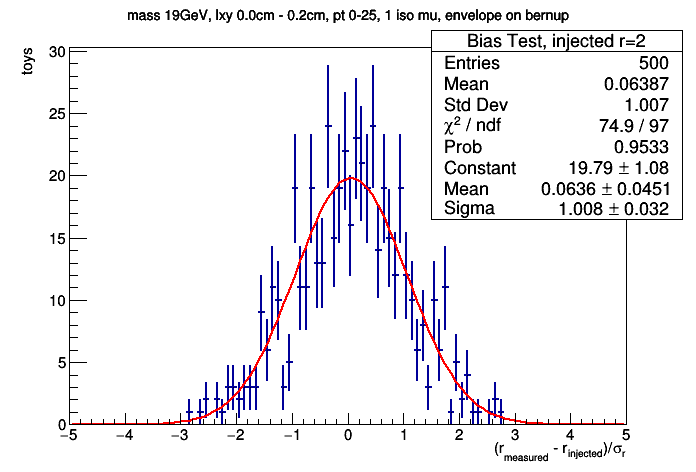 mass 19GeV, lxy 0.0cm - 0.2cm, pt 0-25, 1 iso mu, envelope on bernup
Bias Test, injected r=2
Entries 500
Mean 0.06387
Std Dev 1.007
χ² / ndf 74.9 / 97
Prob 0.9533
Constant 19.79 ± 1.08
Mean 0.0636 ± 0.0451
Sigma 1.008 ± 0.032
toys
30
25
20
15
10
5
0
−5 −4 −3 −2 −1 0 1 2 3 4 5
(r_measured - r_injected)/σ_r